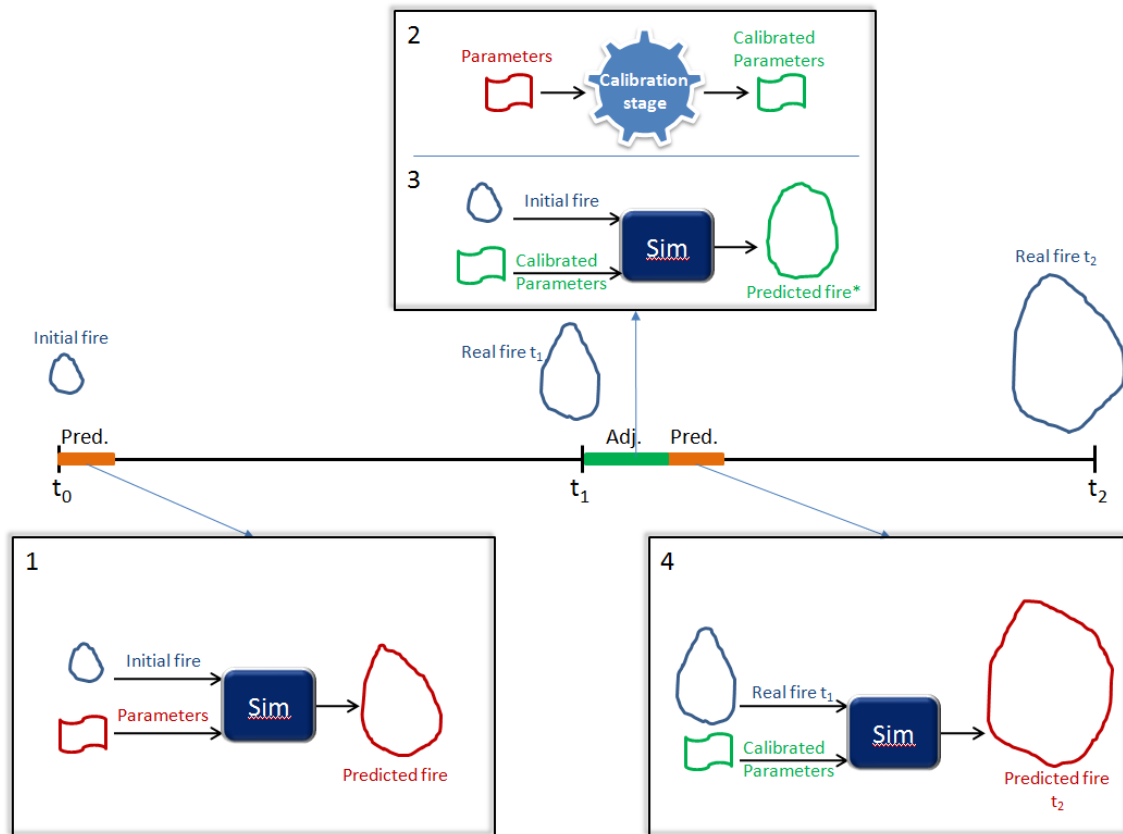 2
Parameters
Calibration
stage
Calibrated
Parameters
3
Initial fire
Calibrated
Parameters
Sim
Predicted fire*
Real fire t₂
Initial fire
Real fire t₁
Pred.
Adj.
Pred.
t₀
t₁
t₂
1
Initial fire
Parameters
Sim
Predicted fire
4
Real fire t₁
Calibrated
Parameters
Sim
Predicted fire
t₂